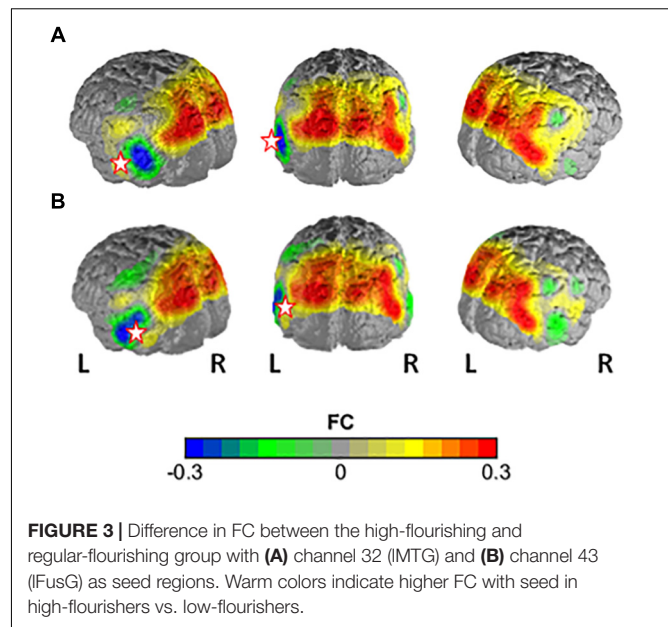 A
B
L R L R L R
FC
-0.3 0 0.3
FIGURE 3 | Difference in FC between the high-flourishing and
regular-flourishing group with (A) channel 32 (lMTG) and (B) channel 43
(lFusG) as seed regions. Warm colors indicate higher FC with seed in
high-flourishers vs. low-flourishers.